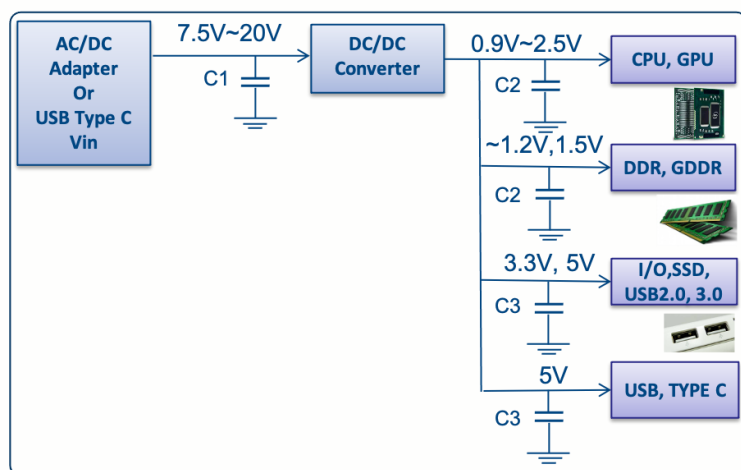 AC/DC
Adapter
Or
USB Type C
Vin
7.5V~20V
C1
DC/DC
Converter
0.9V~2.5V
C2
CPU, GPU
~1.2V,1.5V
C2
DDR, GDDR
3.3V, 5V
C3
I/O,SSD,
USB2.0, 3.0
5V
C3
USB, TYPE C